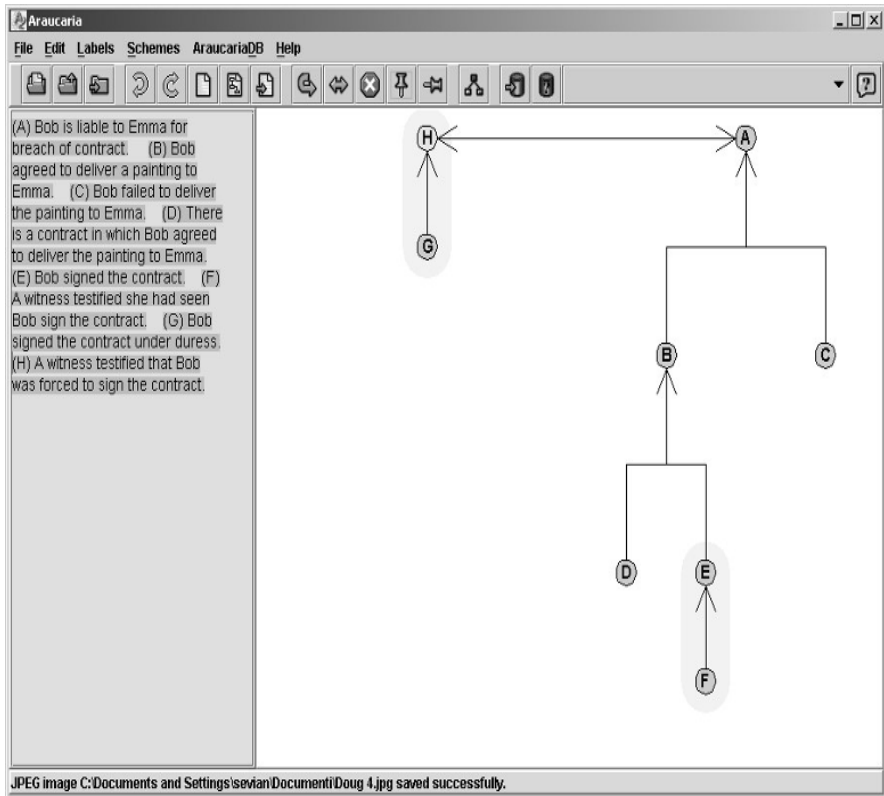 Araucaria
File Edit Labels Schemes AraucariaDB Help
(A) Bob is liable to Emma for
breach of contract. (B) Bob
agreed to deliver a painting to
Emma. (C) Bob failed to deliver
the painting to Emma. (D) There
is a contract in which Bob agreed
to deliver the painting to Emma.
(E) Bob signed the contract. (F)
A witness testified she had seen
Bob sign the contract. (G) Bob
signed the contract under duress.
(H) A witness testified that Bob
was forced to sign the contract.
H A
G
B C
D E
F
JPEG image C:\Documents and Settings\sevian\Documenti\Doug 4.jpg saved successfully.